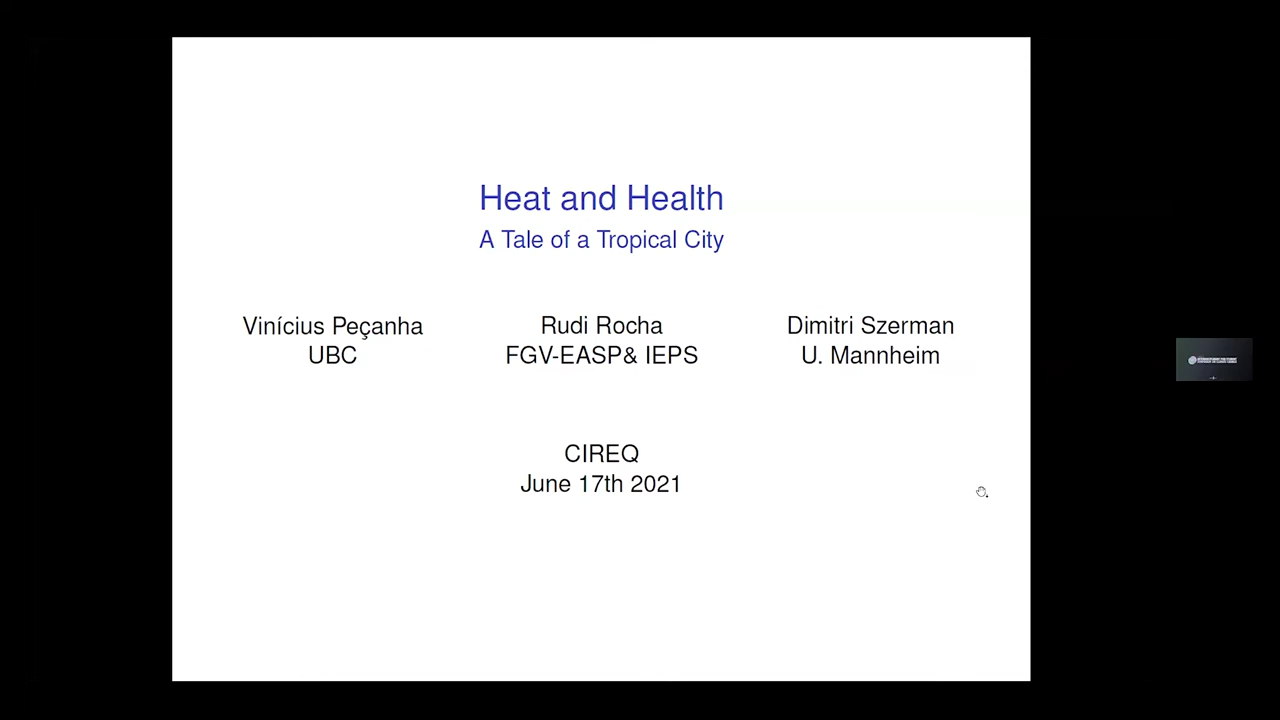 Heat and Health
A Tale of a Tropical City
Vinícius Peçanha
UBC
Rudi Rocha
FGV-EASP& IEPS
Dimitri Szerman
U. Mannheim
CIREQ
June 17th 2021